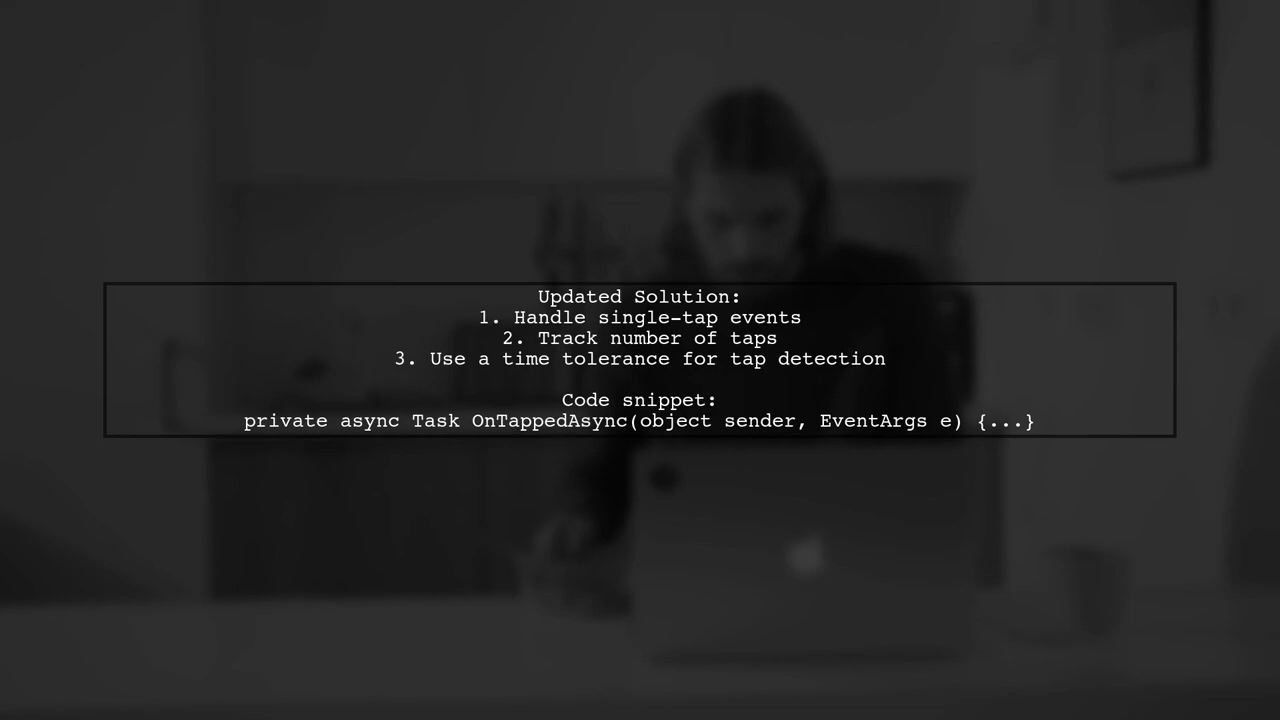 Updated Solution:
1. Handle single-tap events
2. Track number of taps
3. Use a time tolerance for tap detection
Code snippet:
private async Task OnTappedAsync(object sender, EventArgs e) {...}